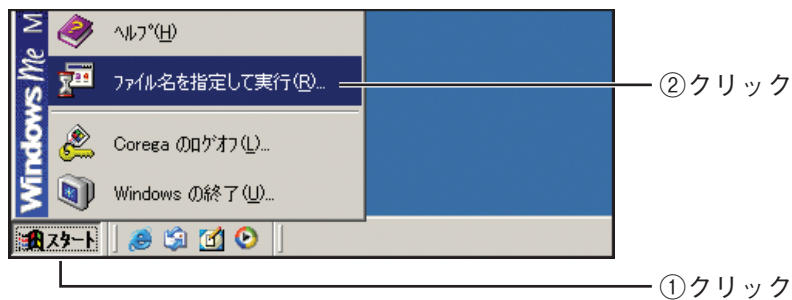 Windows Me M
ヘルプ(H)
ファイル名を指定して実行(R)...
②クリック
Corega のログオフ(L)...
Windows の終了(U)...
スタート
①クリック